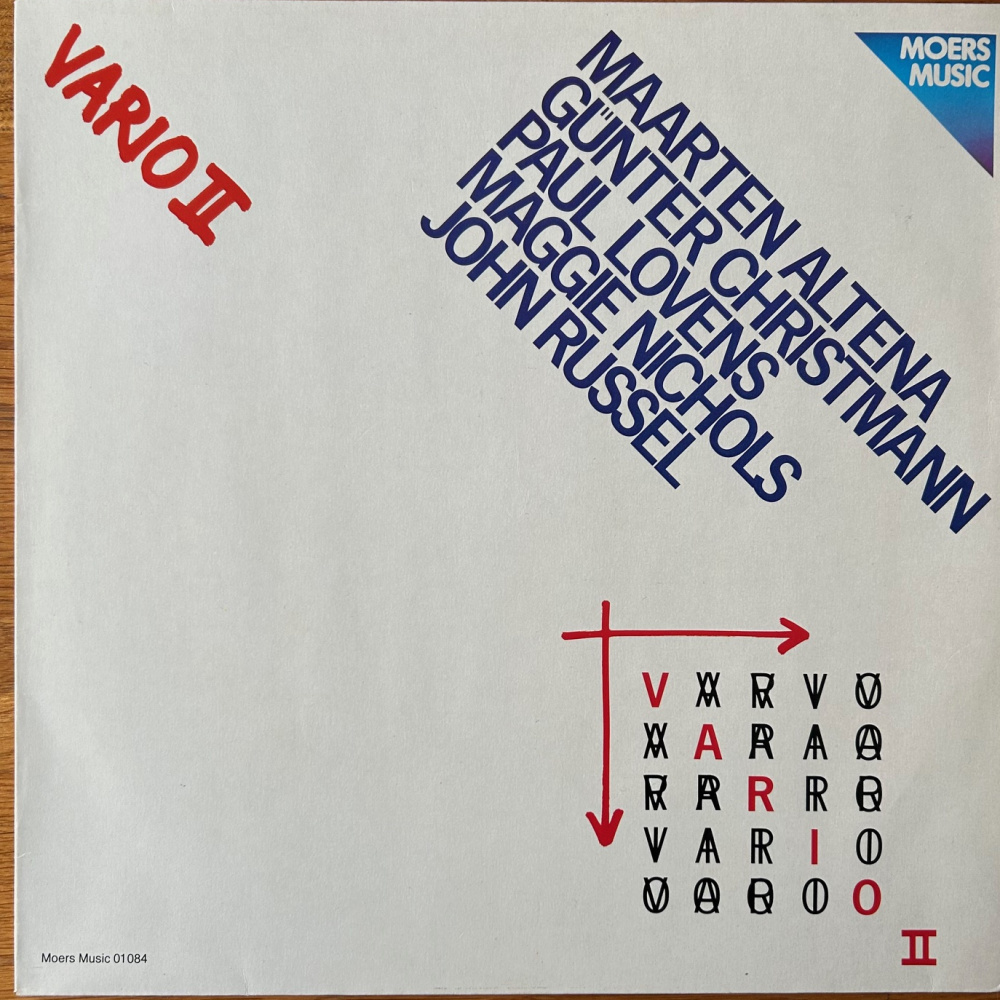 VARIO II
MOERS
MUSIC
MAARTEN ALTENA
GÜNTER CHRISTMANN
PAUL LOVENS
MAGGIE NICHOLS
JOHN RUSSEL
V
A
R
I
O
II
Moers Music 01084